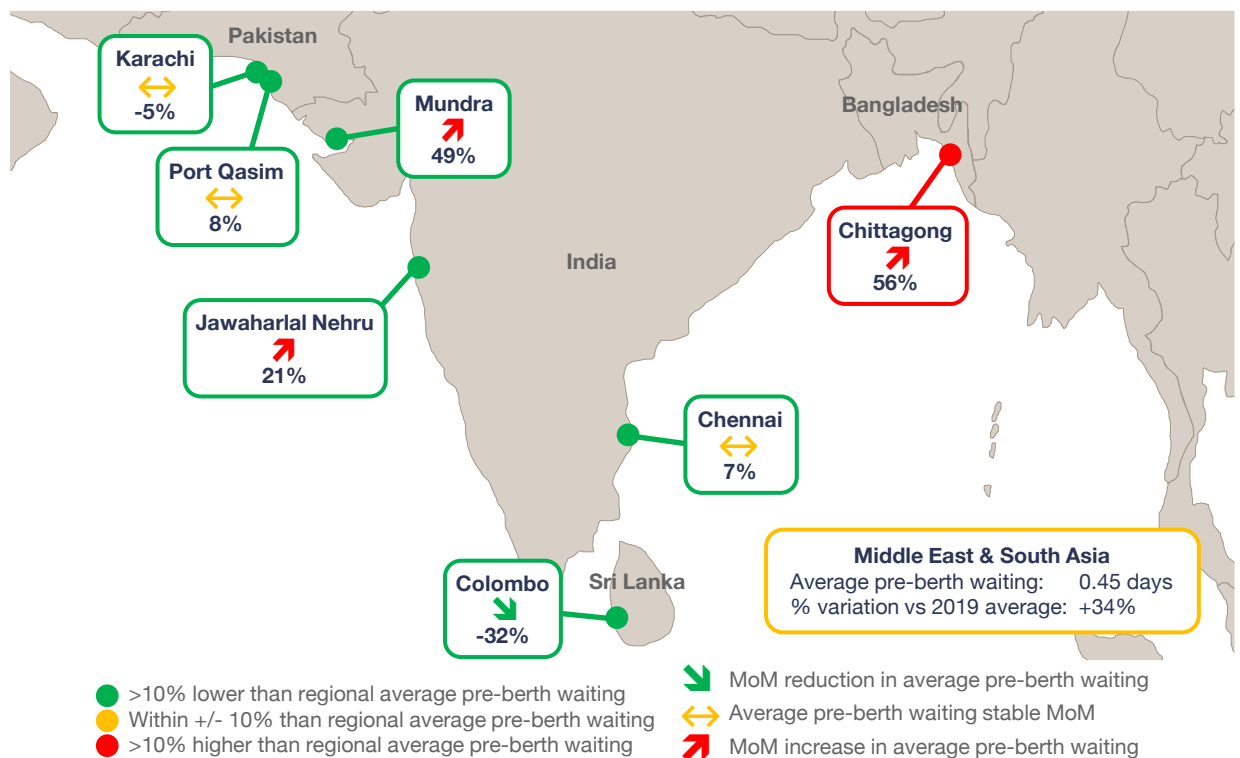 Pakistan
Karachi
-5%
Mundra
49%
Bangladesh
Port Qasim
8%
Chittagong
56%
India
Jawaharlal Nehru
21%
Chennai
7%
Middle East & South Asia
Average pre-berth waiting: 0.45 days
% variation vs 2019 average: +34%
Colombo
-32%
Sri Lanka
>10% lower than regional average pre-berth waiting
Within +/- 10% than regional average pre-berth waiting
>10% higher than regional average pre-berth waiting
MoM reduction in average pre-berth waiting
Average pre-berth waiting stable MoM
MoM increase in average pre-berth waiting